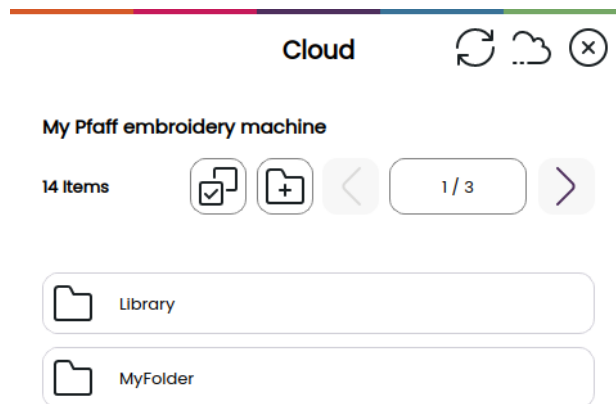 Cloud
My Pfaff embroidery machine
14 Items
1 / 3
Library
MyFolder